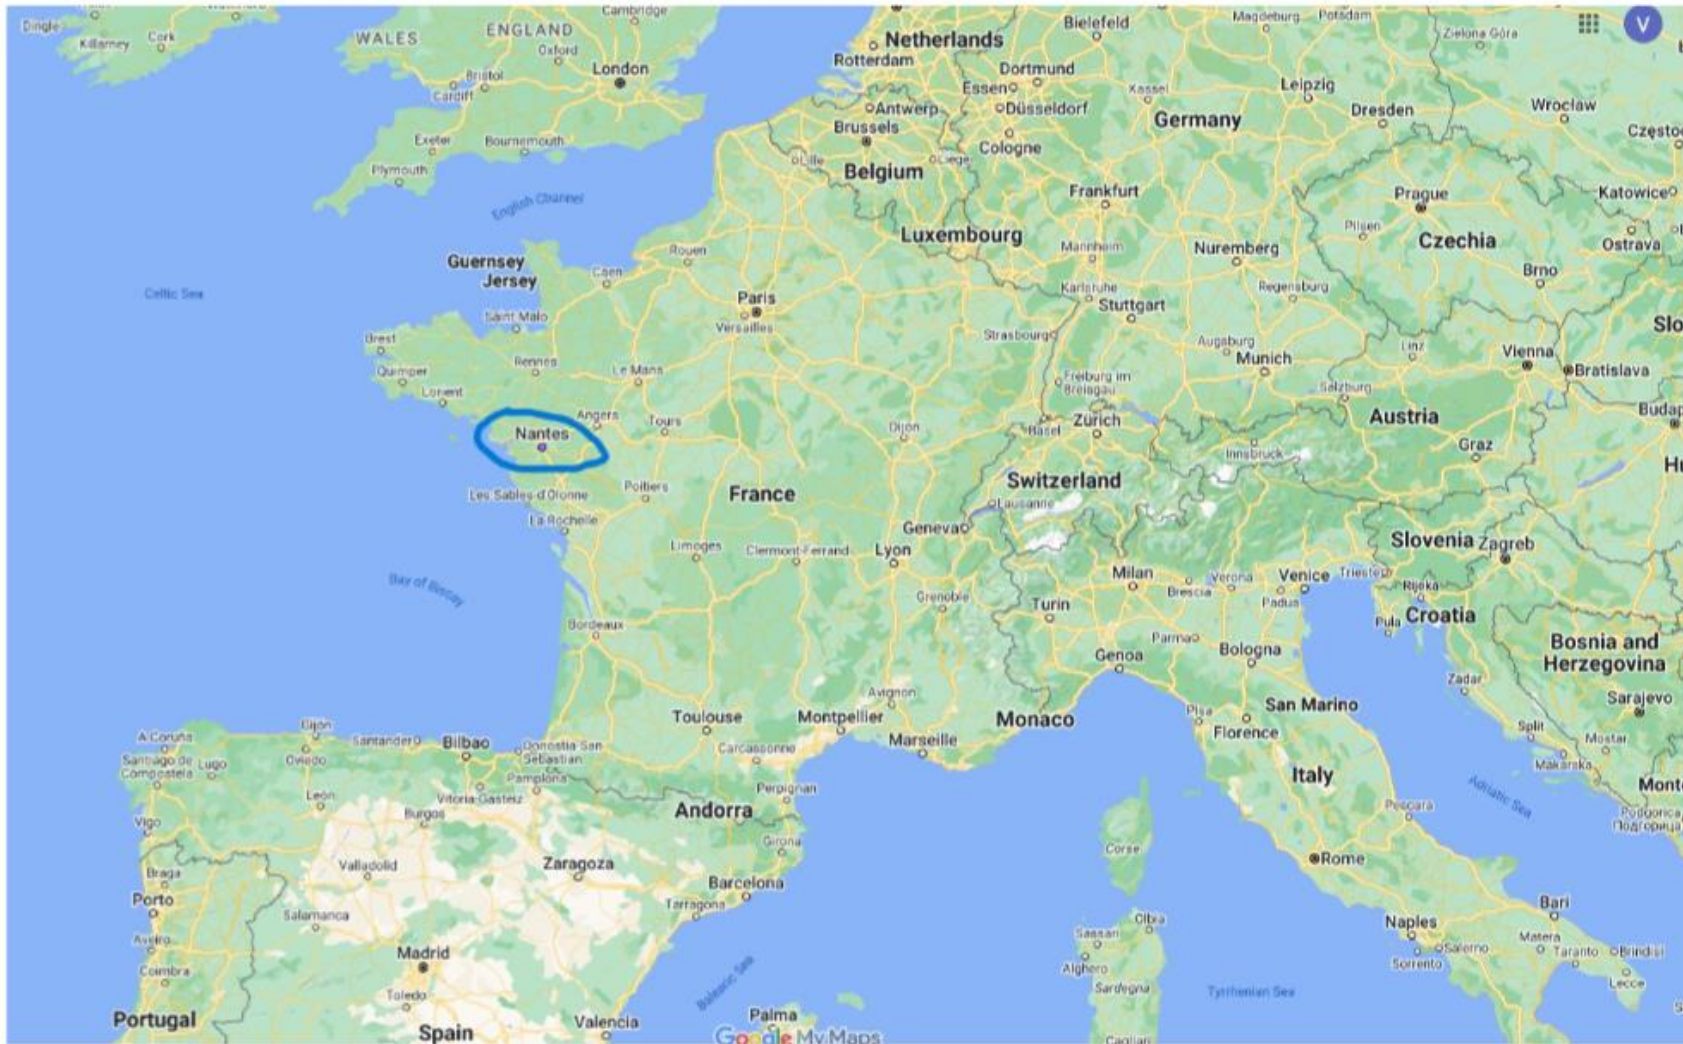 Dingle
Killarney
Cork
WALES
ENGLAND
Cambridge
Oxford
London
Bristol
Cardiff
Exeter
Bournemouth
Plymouth
English Channel
Guernsey
Jersey
Celtic Sea
Netherlands
Rotterdam
Antwerp
Brussels
Belgium
Lille
Liege
Luxembourg
Bielefeld
Magdeburg
Potsdam
Zielona Góra
V
Dortmund
Essen
Düsseldorf
Cologne
Kassel
Leipzig
Dresden
Wrocław
Germany
Często
Frankfurt
Prague
Katowice
Pilsen
Czechia
Ostrava
Mannheim
Nuremberg
Brno
Karlsruhe
Regensburg
Stuttgart
Strasbourg
Augsburg
Munich
Linz
Vienna
Slo
Bratislava
Freiburg im
Breisgau
Salzburg
Austria
Budap
Basel
Zürich
Innsbruck
Graz
Hu
Switzerland
Lausanne
Geneva
Rouen
Caen
Paris
Versailles
Saint Malo
Brest
Quimper
Lorient
Rennes
Le Mans
Angers
Tours
Nantes
Dijon
Les Sables-d'Olonne
Poitiers
France
La Rochelle
Limoges
Clermont-Ferrand
Lyon
Bay of Biscay
Grenoble
Bordeaux
Slovenia
Zagreb
Milan
Brescia
Verona
Venice
Trieste
Padua
Rijeka
Pula
Croatia
Turin
Parma
Genoa
Bologna
Bosnia and
Herzegovina
Zadar
Sarajevo
Avignon
Toulouse
Montpellier
Marseille
Monaco
Pisa
Florence
San Marino
Split
Mostar
Makarska
Carcassonne
A Coruña
Gijón
Santander
Bilbao
Donostia-San
Sebastian
Santiago de
Compostela
Lugo
Oviedo
Pamplona
Vitoria-Gasteiz
León
Burgos
Vigo
Perpignan
Andorra
Girona
Italy
Adriatic Sea
Mont
Podgorica
Подгорица
Pescara
Corse
Rome
Valladolid
Zaragoza
Barcelona
Tarragona
Braga
Porto
Salamanca
Aveiro
Coimbra
Madrid
Toledo
Portugal
Spain
Valencia
Balearic Sea
Palma
Google My Maps
Olbia
Sassari
Alghero
Sardegna
Cagliari
Tyrrhenian Sea
Naples
Salerno
Sorrento
Bari
Matera
Taranto
Brindisi
Lecce